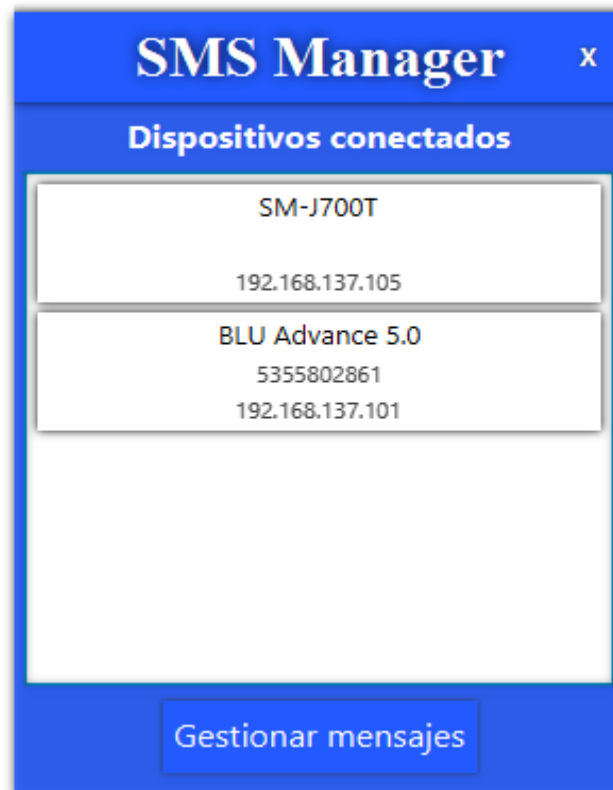 SMS Manager x
Dispositivos conectados
SM-J700T
192.168.137.105
BLU Advance 5.0
5355802861
192.168.137.101
Gestionar mensajes